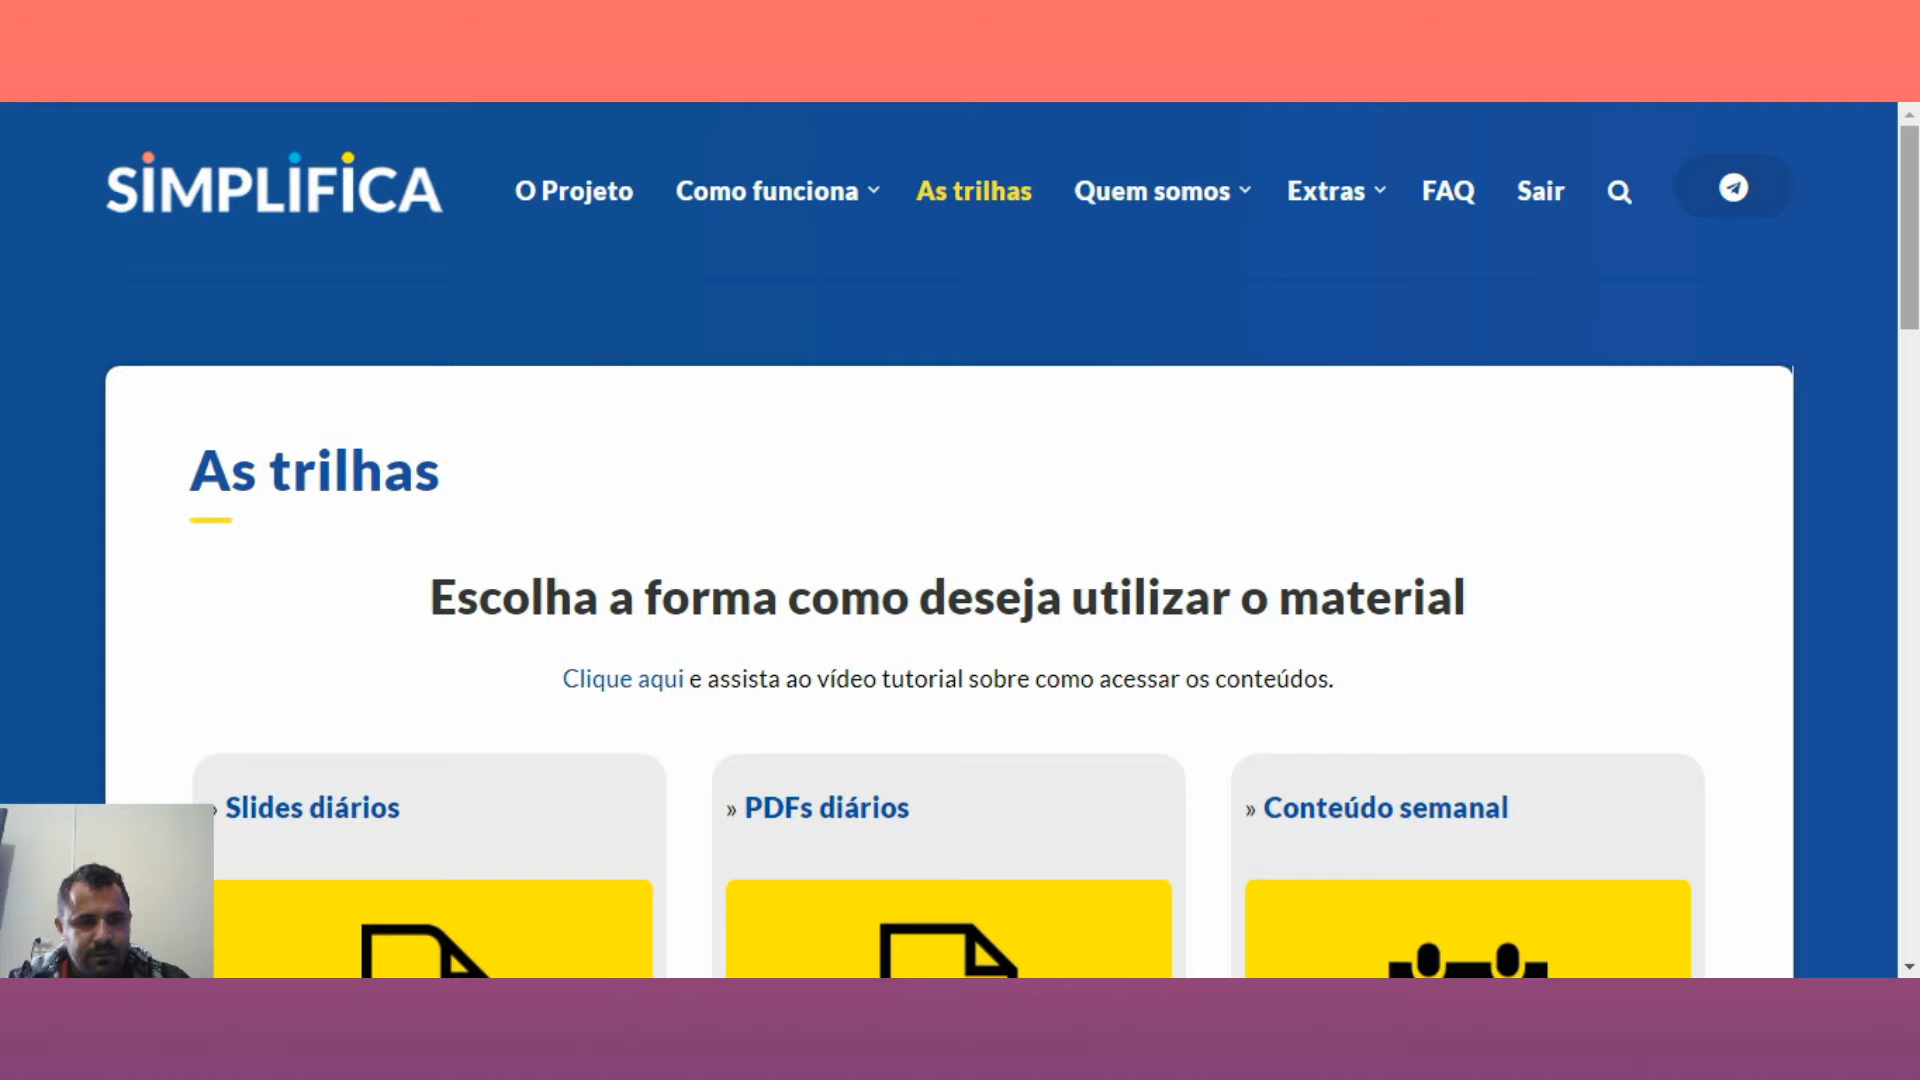 SIMPLIFICA
O Projeto
Como funciona
As trilhas
Quem somos
Extras
FAQ
Sair
As trilhas
Escolha a forma como deseja utilizar o material
Clique aqui e assista ao vídeo tutorial sobre como acessar os conteúdos.
» Slides diários
» PDFs diários
» Conteúdo semanal